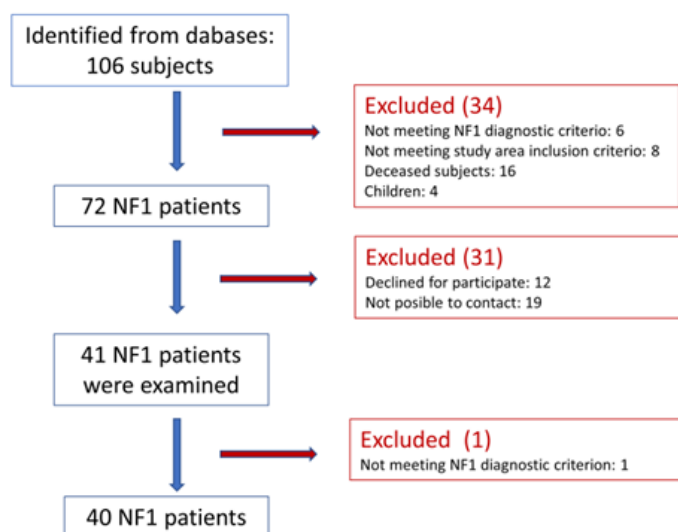 Identified from dabases:
106 subjects
Excluded (34)
Not meeting NF1 diagnostic criterio: 6
Not meeting study area inclusion criterio: 8
Deceased subjects: 16
Children: 4
72 NF1 patients
Excluded (31)
Declined for participate: 12
Not posible to contact: 19
41 NF1 patients
were examined
Excluded (1)
Not meeting NF1 diagnostic criterion: 1
40 NF1 patients